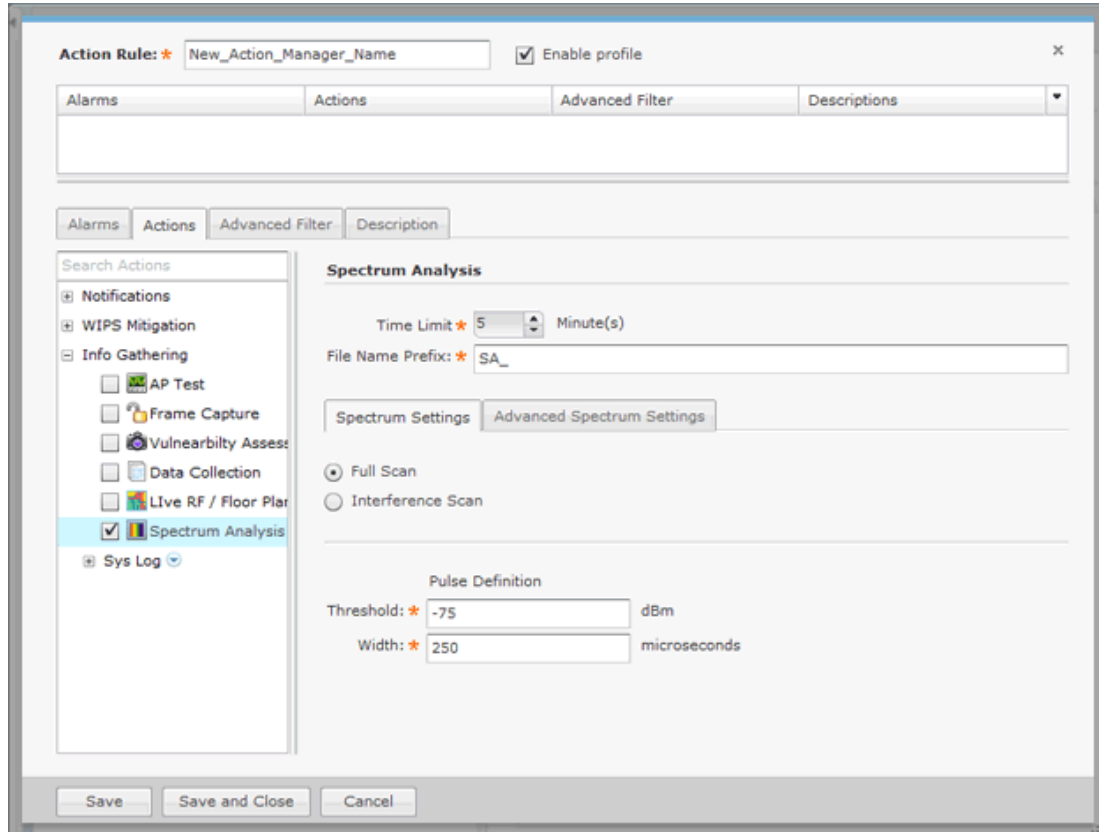 Action Rule: * New_Action_Manager_Name Enable profile
Alarms Actions Advanced Filter Descriptions
Alarms Actions Advanced Filter Description
Search Actions
Notifications
WIPS Mitigation
Info Gathering
AP Test
Frame Capture
Vulnearbilty Assess
Data Collection
LIve RF / Floor Plan
Spectrum Analysis
Sys Log
Spectrum Analysis
Time Limit * 5 Minute(s)
File Name Prefix: * SA_
Spectrum Settings Advanced Spectrum Settings
Full Scan
Interference Scan
Pulse Definition
Threshold: * -75 dBm
Width: * 250 microseconds
Save Save and Close Cancel